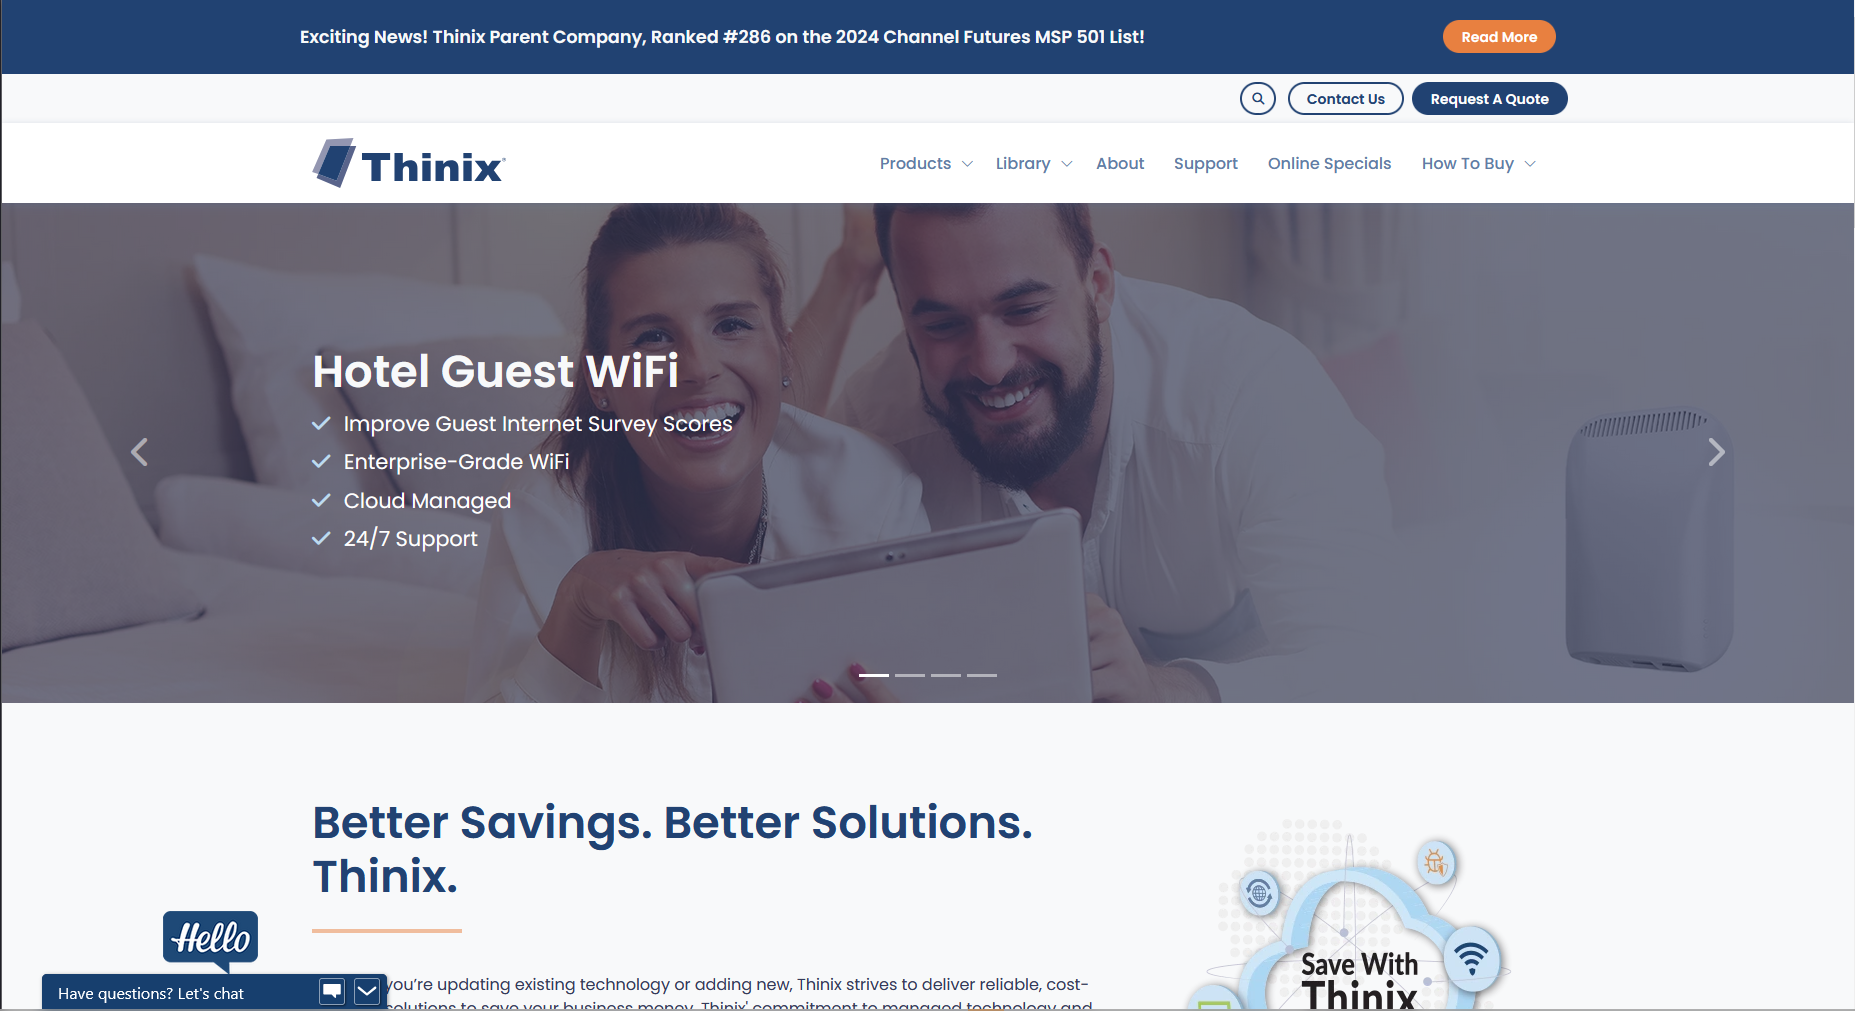 Exciting News! Thinix Parent Company, Ranked #286 on the 2024 Channel Futures MSP 501 List!
Read More
Contact Us
Request A Quote
Thinix
Products
Library
About
Support
Online Specials
How To Buy
Hotel Guest WiFi
Improve Guest Internet Survey Scores
Enterprise-Grade WiFi
Cloud Managed
24/7 Support
Better Savings. Better Solutions.
Thinix.
you’re updating existing technology or adding new, Thinix strives to deliver reliable, cost-
solutions to save your business money. Thinix' commitment to managed technology and
Save With
Thinix
Hello
Have questions? Let's chat